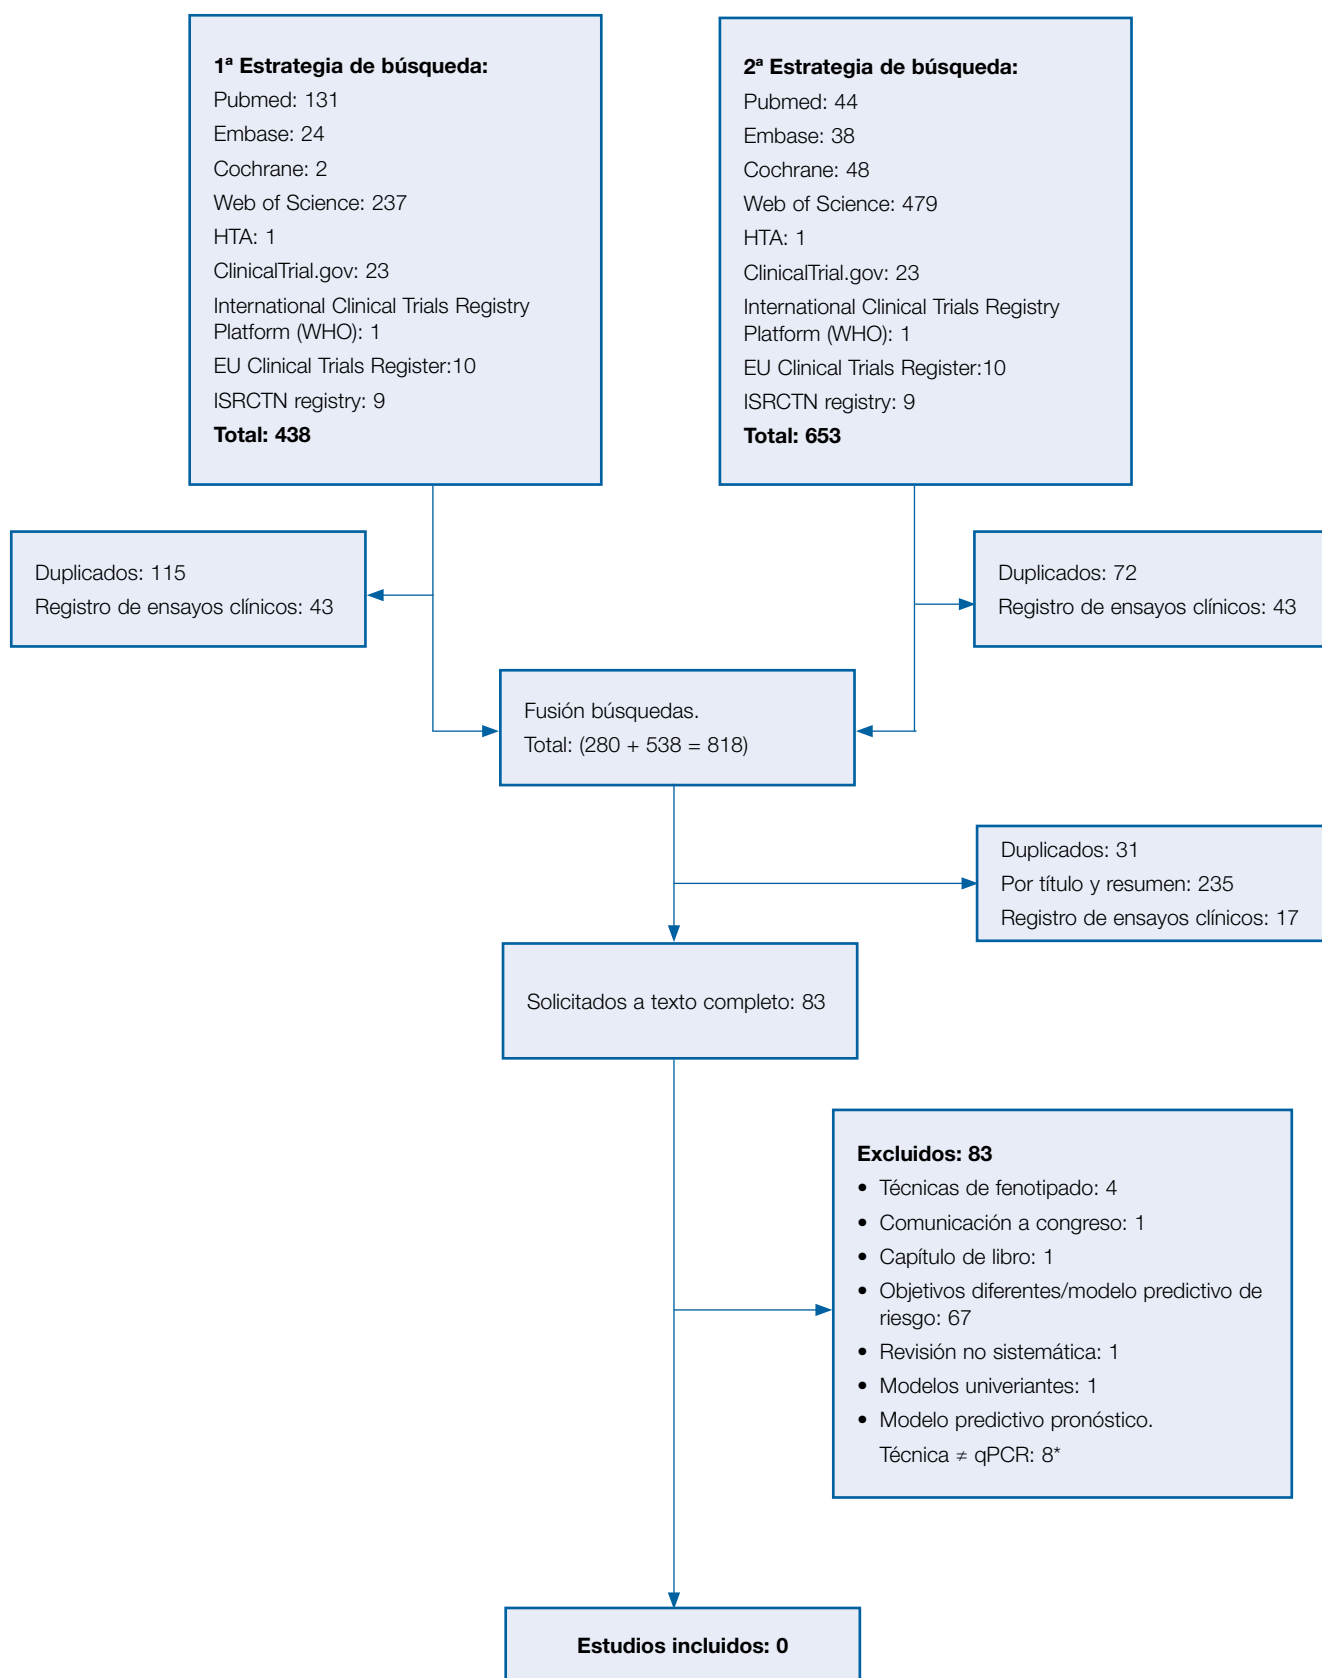 1ª Estrategia de búsqueda:
Pubmed: 131
Embase: 24
Cochrane: 2
Web of Science: 237
HTA: 1
ClinicalTrial.gov: 23
International Clinical Trials Registry
Platform (WHO): 1
EU Clinical Trials Register:10
ISRCTN registry: 9
Total: 438
2ª Estrategia de búsqueda:
Pubmed: 44
Embase: 38
Cochrane: 48
Web of Science: 479
HTA: 1
ClinicalTrial.gov: 23
International Clinical Trials Registry
Platform (WHO): 1
EU Clinical Trials Register:10
ISRCTN registry: 9
Total: 653
Duplicados: 115
Registro de ensayos clínicos: 43
Duplicados: 72
Registro de ensayos clínicos: 43
Fusión búsquedas.
Total: (280 + 538 = 818)
Duplicados: 31
Por título y resumen: 235
Registro de ensayos clínicos: 17
Solicitados a texto completo: 83
Excluidos: 83
• Técnicas de fenotipado: 4
• Comunicación a congreso: 1
• Capítulo de libro: 1
• Objetivos diferentes/modelo predictivo de
riesgo: 67
• Revisión no sistemática: 1
• Modelos univeriantes: 1
• Modelo predictivo pronóstico.
Técnica ≠ qPCR: 8*
Estudios incluidos: 0